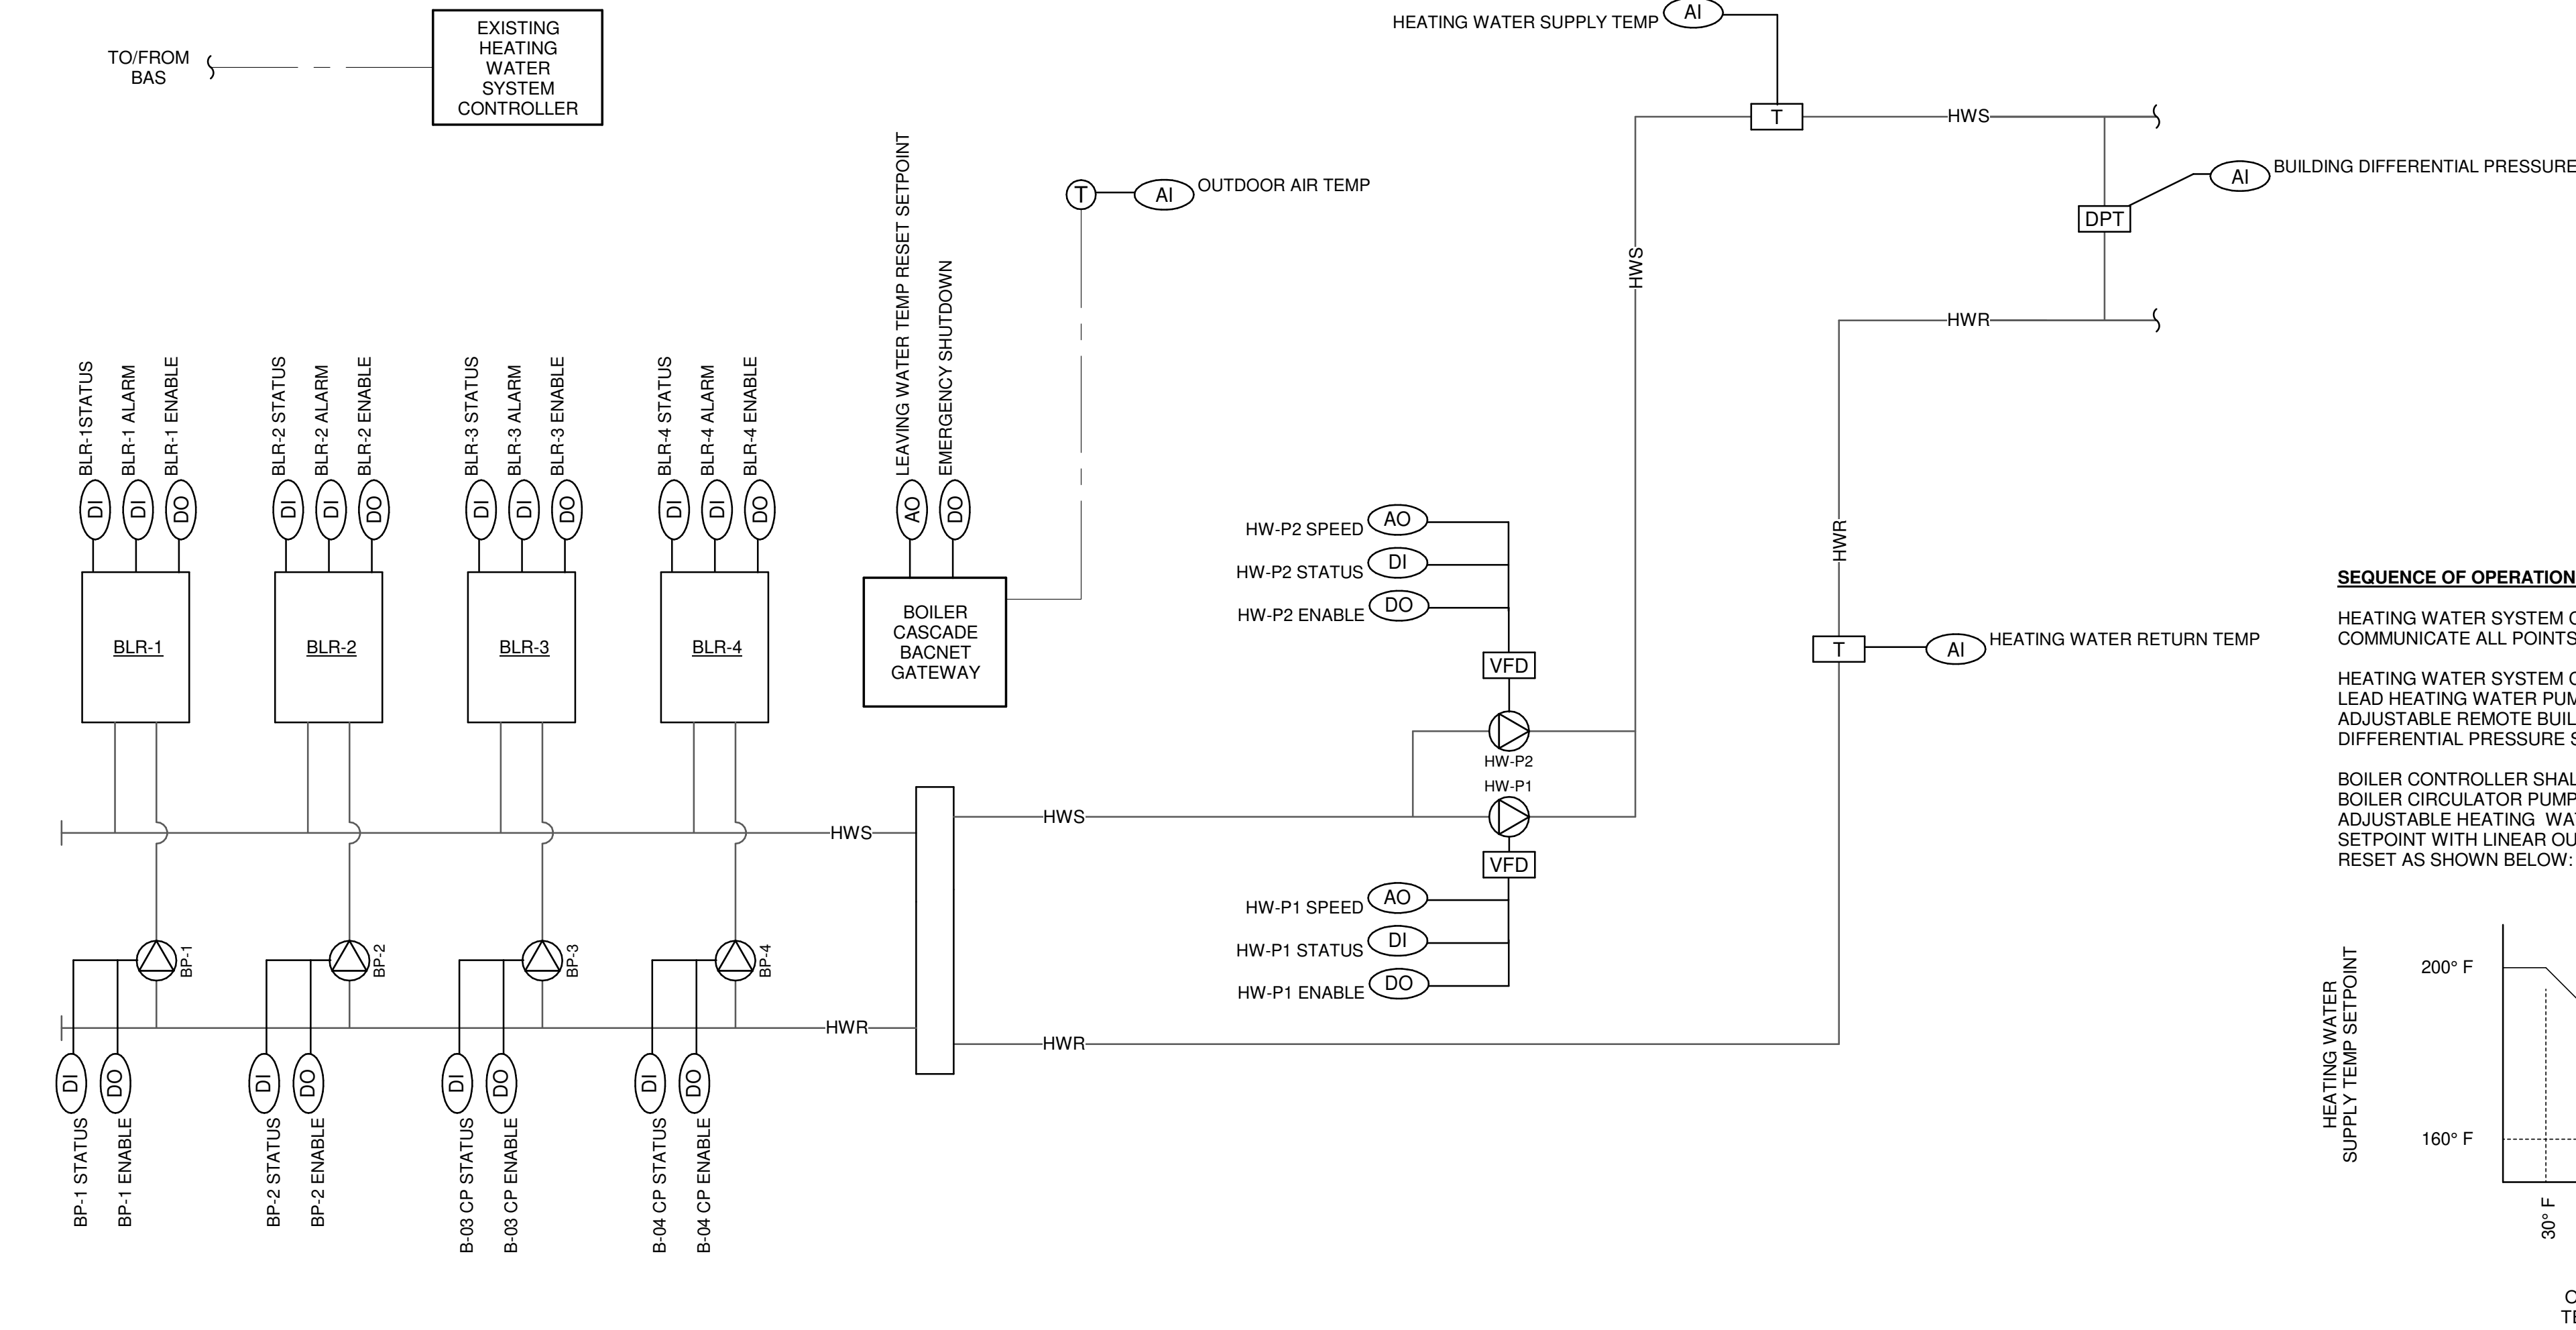 EXISTING
HEATING
WATER
SYSTEM
CONTROLLER
TO/FROM
BAS
HEATING WATER SUPPLY TEMP
AI
T
HWS
AI
BUILDING DIFFERENTIAL PRESSURE
DPT
HWS
HWR
T
AI
OUTDOOR AIR TEMP
LEAVING WATER TEMP RESET SETPOINT
EMERGENCY SHUTDOWN
AO
DO
BLR-1STATUS
BLR-1 ALARM
BLR-1 ENABLE
BLR-2 STATUS
BLR-2 ALARM
BLR-2 ENABLE
BLR-3 STATUS
BLR-3 ALARM
BLR-3 ENABLE
BLR-4 STATUS
BLR-4 ALARM
BLR-4 ENABLE
DI
DI
DO
DI
DI
DO
DI
DI
DO
DI
DI
DO
BLR-1
BLR-2
BLR-3
BLR-4
BOILER
CASCADE
BACNET
GATEWAY
HW-P2 SPEED
AO
HW-P2 STATUS
DI
HW-P2 ENABLE
DO
VFD
HW-P2
HW-P1
VFD
HW-P1 SPEED
AO
HW-P1 STATUS
DI
HW-P1 ENABLE
DO
HWR
T
AI
HEATING WATER RETURN TEMP
HWS
HWS
HWR
HWR
BP-1
BP-2
BP-3
BP-4
DI
DO
DI
DO
DI
DO
DI
DO
BP-1 STATUS
BP-1 ENABLE
BP-2 STATUS
BP-2 ENABLE
B-03 CP STATUS
B-03 CP ENABLE
B-04 CP STATUS
B-04 CP ENABLE
SEQUENCE OF OPERATION
HEATING WATER SYSTEM
COMMUNICATE ALL POINTS
HEATING WATER SYSTEM
LEAD HEATING WATER
ADJUSTABLE REMOTE
DIFFERENTIAL PRESSURE
BOILER CONTROLLER
BOILER CIRCULATOR PUMP
ADJUSTABLE HEATING
SETPOINT WITH LINEAR
RESET AS SHOWN BELOW:
HEATING WATER
SUPPLY TEMP SETPOINT
200° F
160° F
30° F